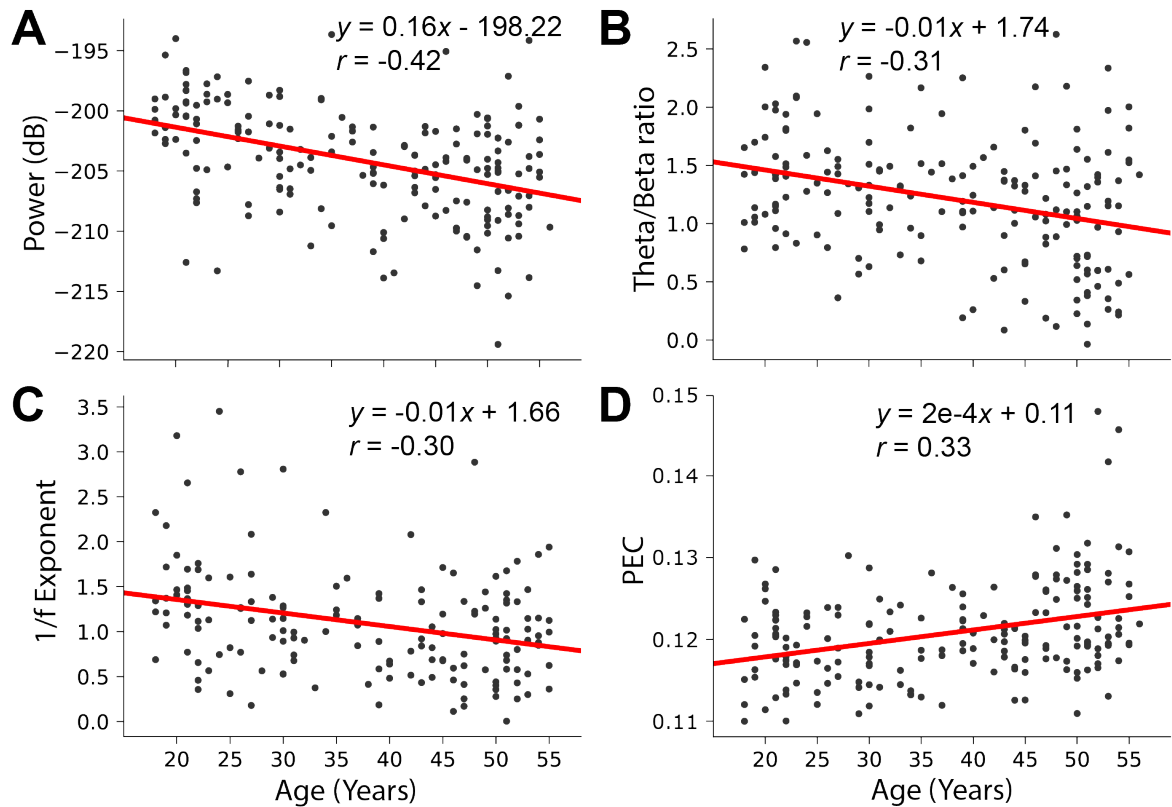 A
y = 0.16x - 198.22
r = -0.42
Power (dB)
−195
−200
−205
−210
−215
−220
B
y = -0.01x + 1.74
r = -0.31
Theta/Beta ratio
2.5
2.0
1.5
1.0
0.5
0.0
C
y = -0.01x + 1.66
r = -0.30
1/f Exponent
3.5
3.0
2.5
2.0
1.5
1.0
0.5
0.0
20 25 30 35 40 45 50 55
Age (Years)
D
y = 2e-4x + 0.11
r = 0.33
PEC
0.15
0.14
0.13
0.12
0.11
20 25 30 35 40 45 50 55
Age (Years)